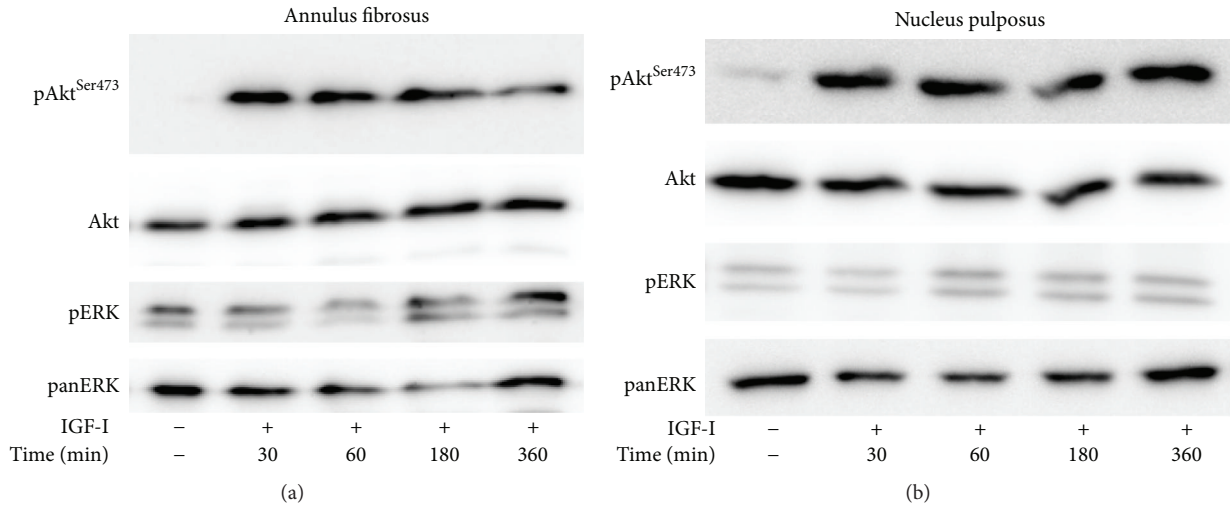 Annulus fibrosus
pAkt^Ser473
Akt
pERK
panERK
IGF-I − + + + +
Time (min) − 30 60 180 360
(a)
Nucleus pulposus
pAkt^Ser473
Akt
pERK
panERK
IGF-I − + + + +
Time (min) − 30 60 180 360
(b)